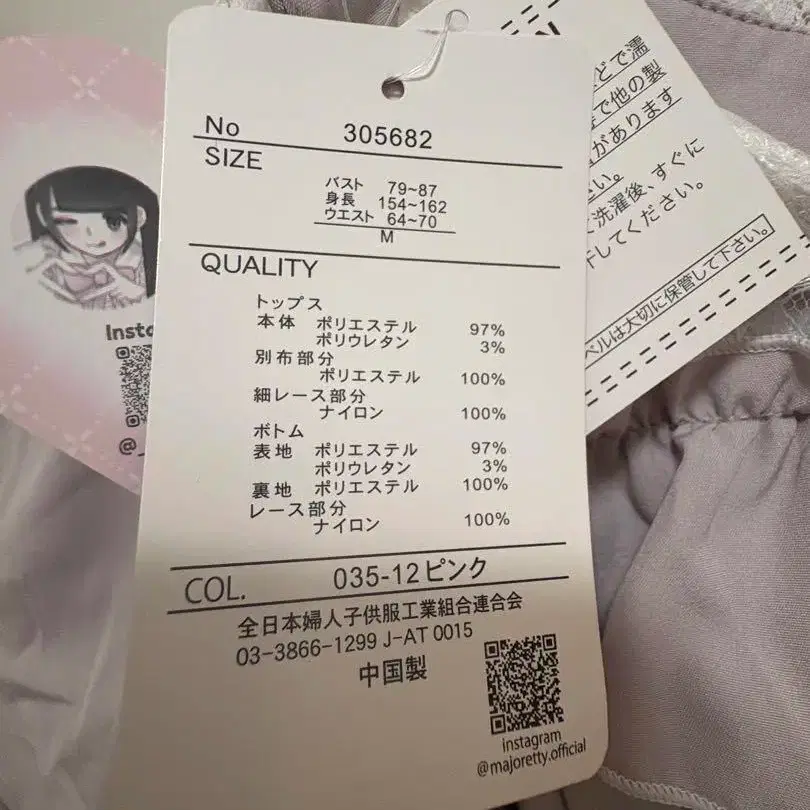 No 305682
SIZE
バスト 79~87
身長 154~162
ウエスト 64~70
M
QUALITY
トップス
本体 ポリエステル 97%
ポリウレタン 3%
別布部分
ポリエステル 100%
細レース部分
ナイロン 100%
ボトム
表地 ポリエステル 97%
ポリウレタン 3%
裏地 ポリエステル 100%
レース部分
ナイロン 100%
COL. 035-12ピンク
全日本婦人子供服工業組合連合会
03-3866-1299 J-AT 0015
中国製
instagram
@majoretty.official
どで濡
で他の製
があります
い。
洗濯後、すぐに
干してください。
ベルは大切に保管して下さい。
Insta
@_